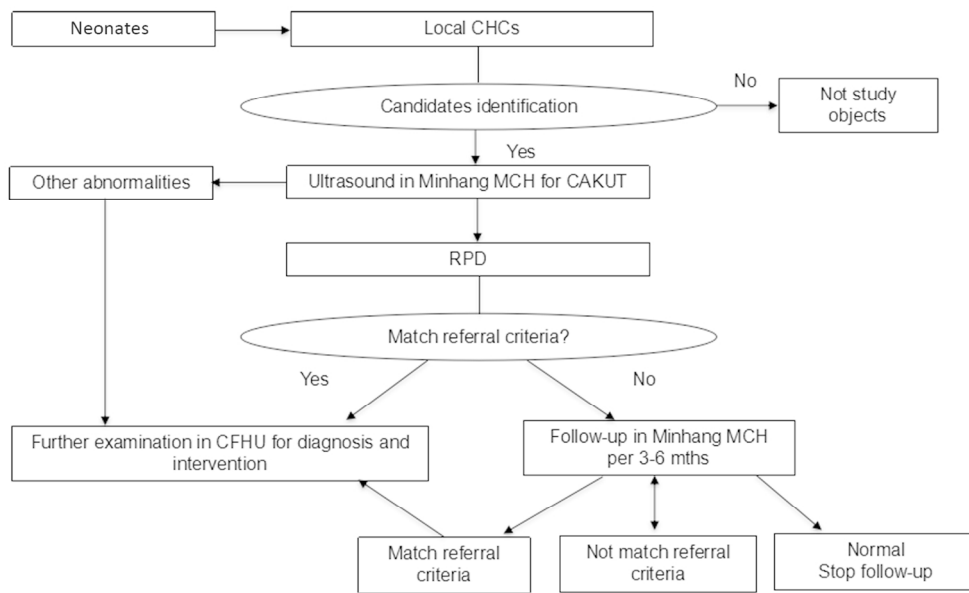 Neonates
Local CHCs
Candidates identification
No
Not study
objects
Yes
Other abnormalities
Ultrasound in Minhang MCH for CAKUT
RPD
Match referral criteria?
Yes
No
Further examination in CFHU for diagnosis and
intervention
Follow-up in Minhang MCH
per 3-6 mths
Match referral
criteria
Not match referral
criteria
Normal
Stop follow-up